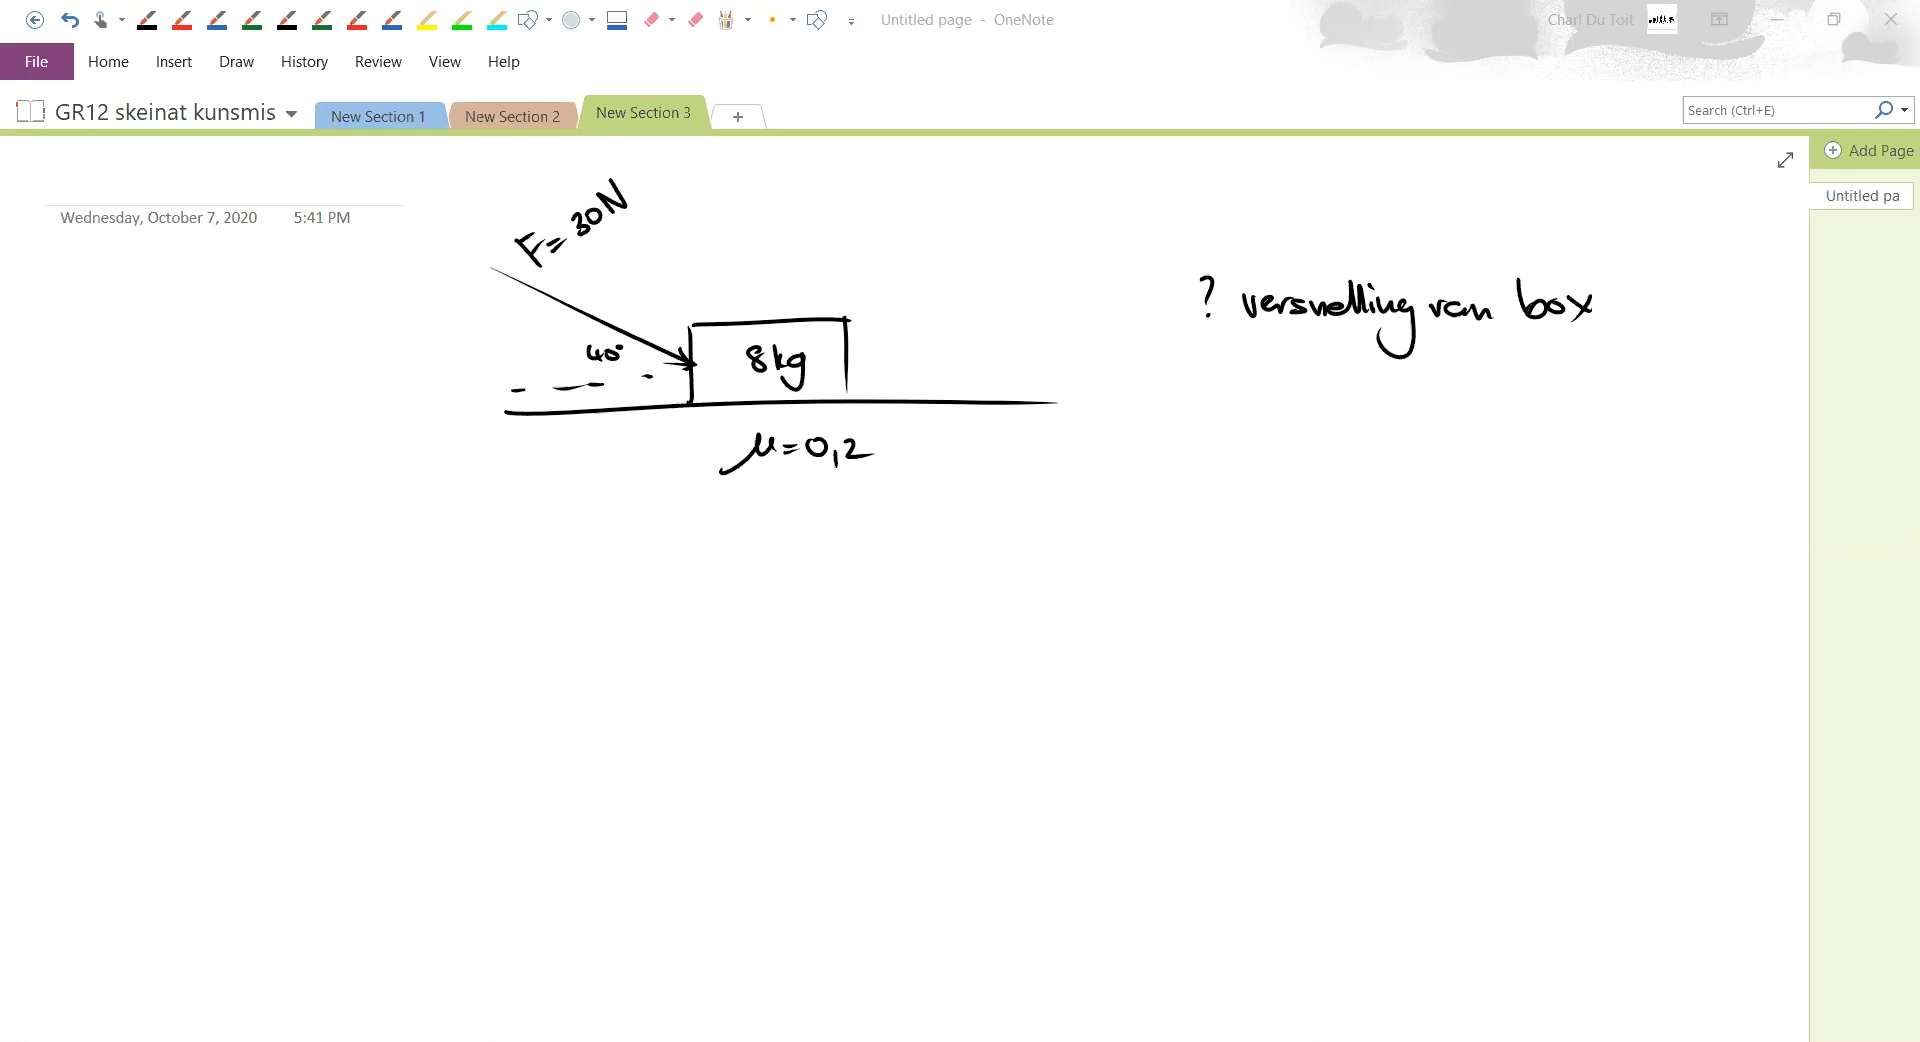 Untitled page - OneNote
Charl Du Toit
File Home Insert Draw History Review View Help
GR12 skeinat kunsmis
New Section 1
New Section 2
New Section 3
Search (Ctrl+E)
Add Page
Untitled pa
Wednesday, October 7, 2020 5:41 PM
F = 30N
? versnelling van box
40°
8kg
μ = 0,2